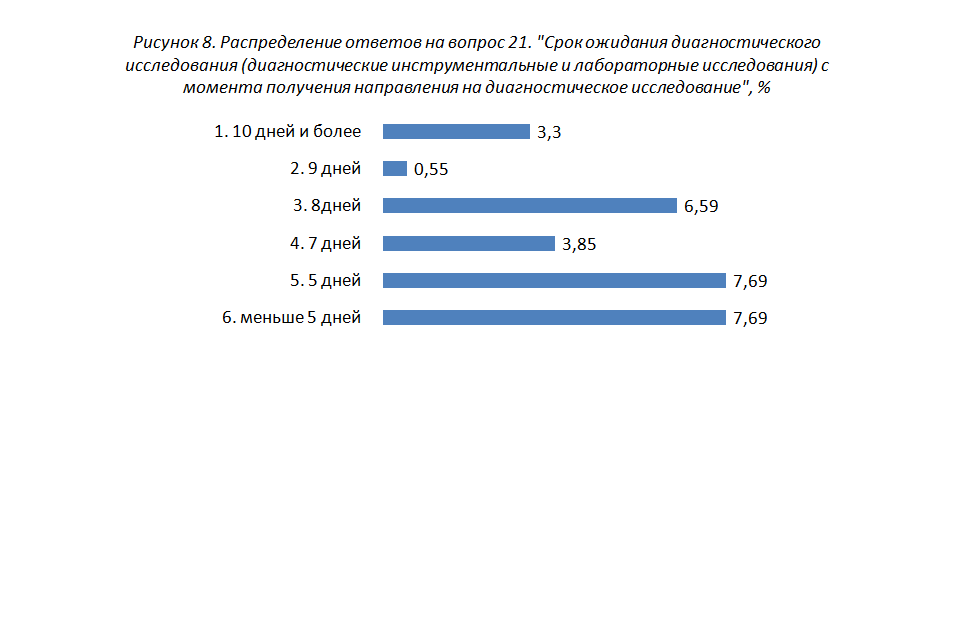 Рисунок 8. Распределение ответов на вопрос 21. "Срок ожидания диагностического
исследования (диагностические инструментальные и лабораторные исследования) с
момента получения направления на диагностическое исследование", %
1. 10 дней и более 3,3
2. 9 дней 0,55
3. 8дней 6,59
4. 7 дней 3,85
5. 5 дней 7,69
6. меньше 5 дней 7,69